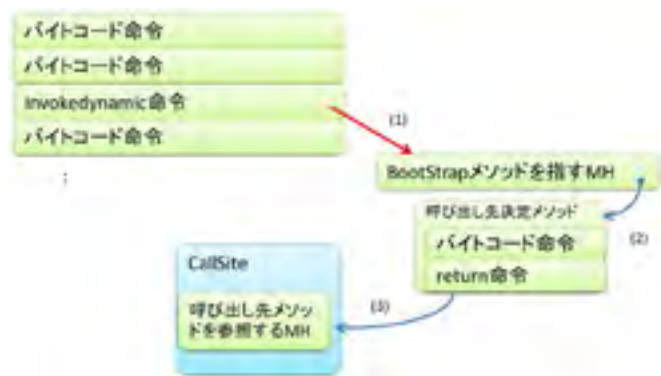 バイトコード命令
バイトコード命令
invokedynamic命令
バイトコード命令
:
(1)
BootStrapメソッドを指すMH
呼び出し先決定メソッド
バイトコード命令
(2)
return命令
CallSite
(3)
呼び出し先メソッ
ドを参照するMH